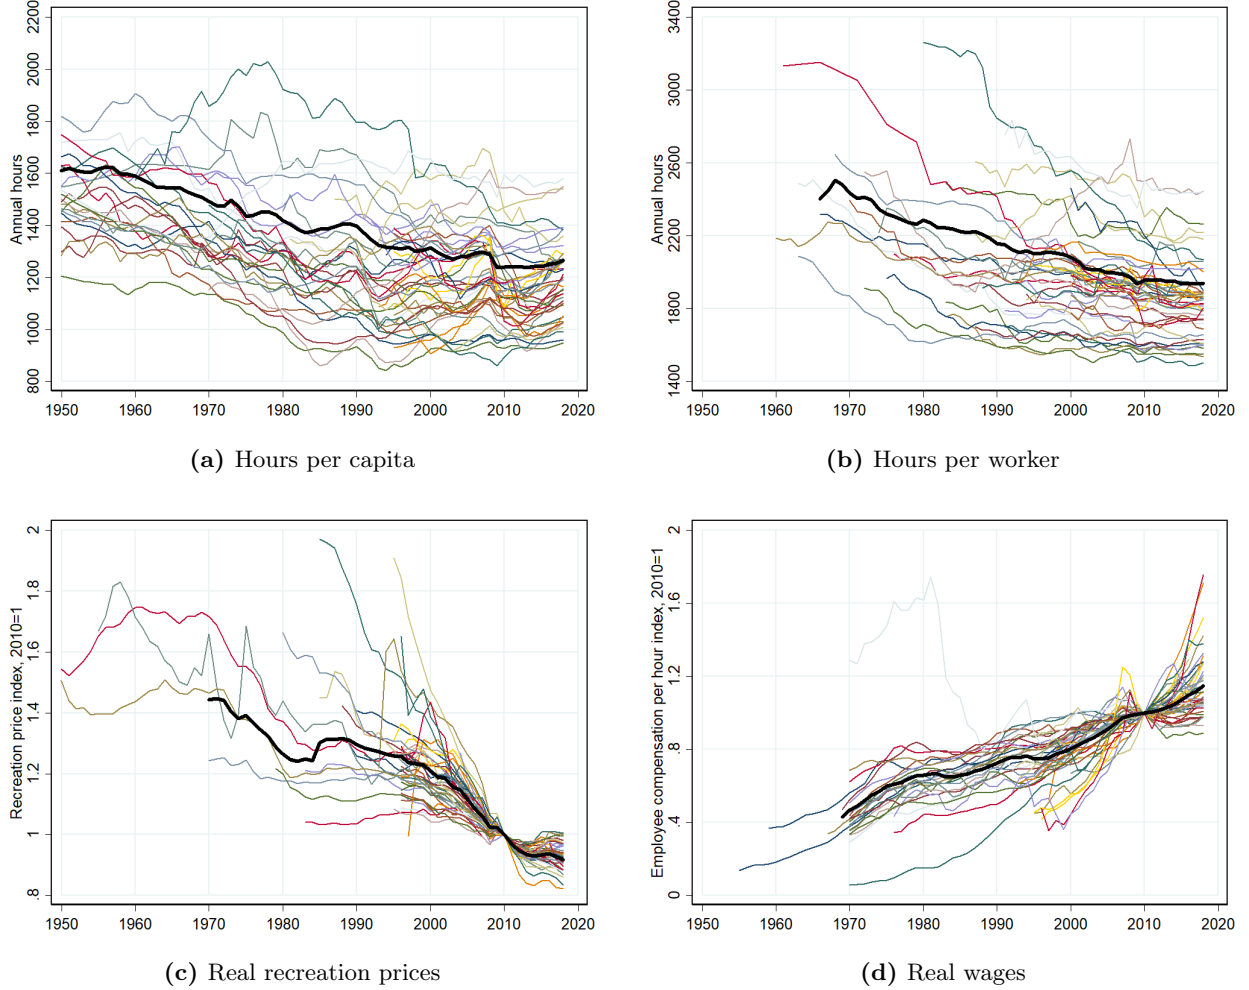 2200
2000
1800
1600
1400
1200
1000
800
Annual hours
1950 1960 1970 1980 1990 2000 2010 2020
(a) Hours per capita
3400
3000
2600
2200
1800
1400
Annual hours
1950 1960 1970 1980 1990 2000 2010 2020
(b) Hours per worker
2
1.8
1.6
1.4
1.2
1
.8
Recreation price index, 2010=1
1950 1960 1970 1980 1990 2000 2010 2020
(c) Real recreation prices
2
1.6
1.2
.8
.4
0
Employee compensation per hour index, 2010=1
1950 1960 1970 1980 1990 2000 2010 2020
(d) Real wages